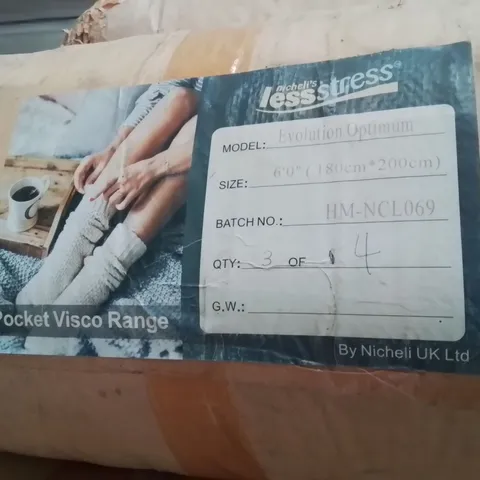 Nicheli's
lessstress®
MODEL: Evolution Optimum
SIZE: 6'0" (180cm*200cm)
BATCH NO.: HM-NCL069
QTY: 3 OF 4
G.W.:
Pocket Visco Range
By Nicheli UK Ltd